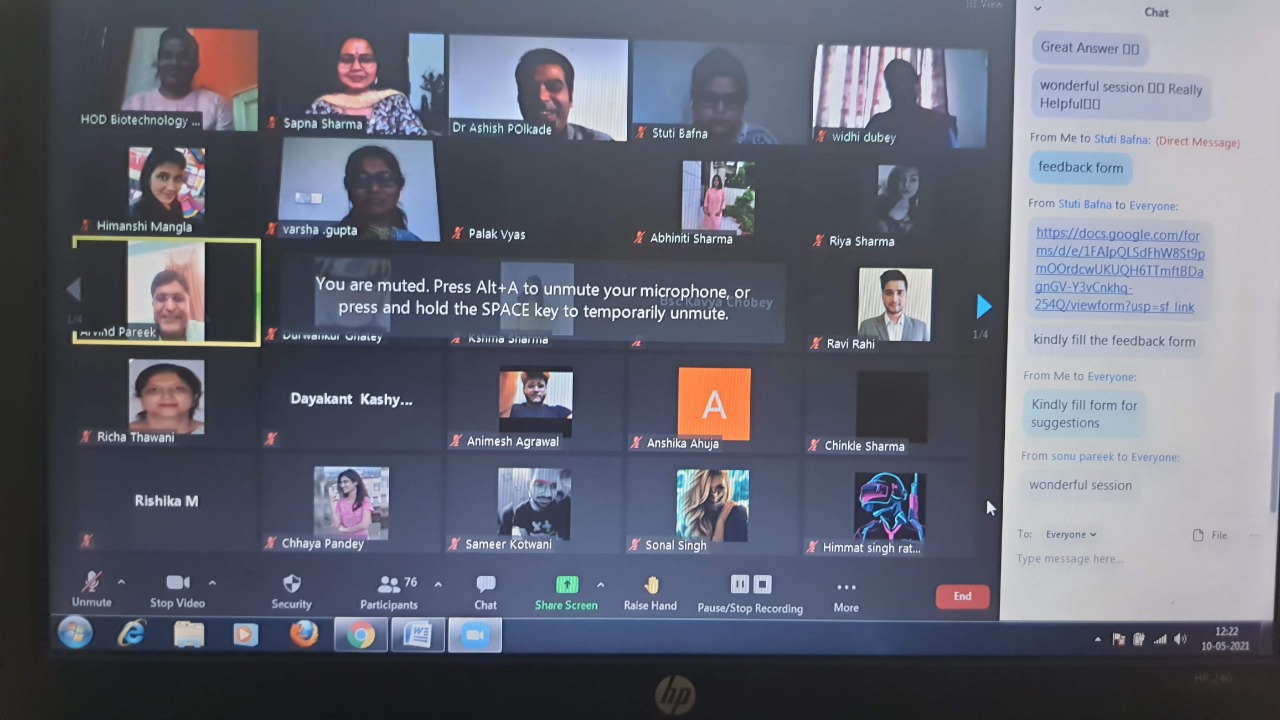 View
HOD Biotechnology ...
Sapna Sharma
Dr Ashish POlkade
Stuti Bafna
widhi dubey
Himanshi Mangla
varsha .gupta
Palak Vyas
Abhiniti Sharma
Riya Sharma
Arvind Pareek
1/4
You are muted. Press Alt+A to unmute your microphone, or
press and hold the SPACE key to temporarily unmute.
Kavya Chobey
Kshma Sharma
Ravi Rahi
1/4
Richa Thawani
Dayakant Kashy...
Animesh Agrawal
A
Anshika Ahuja
Chinkle Sharma
Rishika M
Chhaya Pandey
Sameer Kotwani
Sonal Singh
Himmat singh rat...
Unmute
Stop Video
Security
76
Participants
Chat
Share Screen
Raise Hand
Pause/Stop Recording
More
End
Chat
Great Answer
wonderful session Really
Helpful
From Me to Stuti Bafna: (Direct Message)
feedback form
From Stuti Bafna to Everyone:
https://docs.google.com/for
ms/d/e/1FAIpQLSdFhW8St9p
mOOrdcwUKUQH6TTmftBDa
gnGV-Y3vCnkhq-
254Q/viewform?usp=sf_link
kindly fill the feedback form
From Me to Everyone:
Kindly fill form for
suggestions
From sonu pareek to Everyone:
wonderful session
To: Everyone
File
Type message here...
12:22
10-05-2021
hp